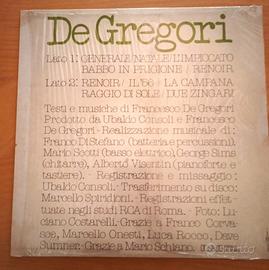 De Gregori
Lato 1: GENERALE/NATALE/L'IMPICCATO
BABBO IN PRIGIONE / RENOIR
Lato 2: RENOIR / IL '56 / LA CAMPANA
RAGGIO DI SOLE / DUE ZINGARI
Testi e musiche di Francesco De Gregori
Prodotto da Ubaldo Consoli e Francesco
De Gregori - Realizzazione musicale di:
Franco Di Stefano (batteria e percussioni),
Mario Scotti (basso elettrico), George Sims
(chitarre), Alberto Visentin (pianoforte e
tastiere). - Registrazione e missaggio:
Ubaldo Consoli. - Trasferimento su disco:
Marcello Spiridioni. - Registrazioni effet-
tuate negli studi RCA di Roma. - Foto: Lu-
ciano Costarelli. - Grazie a Franco Corva-
sce, Marcello Onesti, Luca Rocco, Dave
Sumner. - Grazie a Mario Schiano.